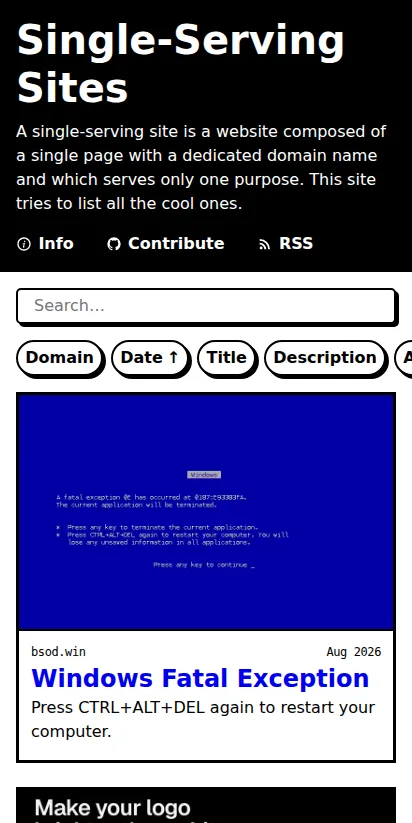 Single-Serving
Sites
A single-serving site is a website composed of
a single page with a dedicated domain name
and which serves only one purpose. This site
tries to list all the cool ones.
Info Contribute RSS
Search…
Domain Date ↑ Title Description A
Windows
A fatal exception 0E has occurred at 0187:E93383FA.
The current application will be terminated.
* Press any key to terminate the current application.
* Press CTRL+ALT+DEL again to restart your computer. You will
lose any unsaved information in all applications.
Press any key to continue _
bsod.win Aug 2026
Windows Fatal Exception
Press CTRL+ALT+DEL again to restart your
computer.
Make your logo